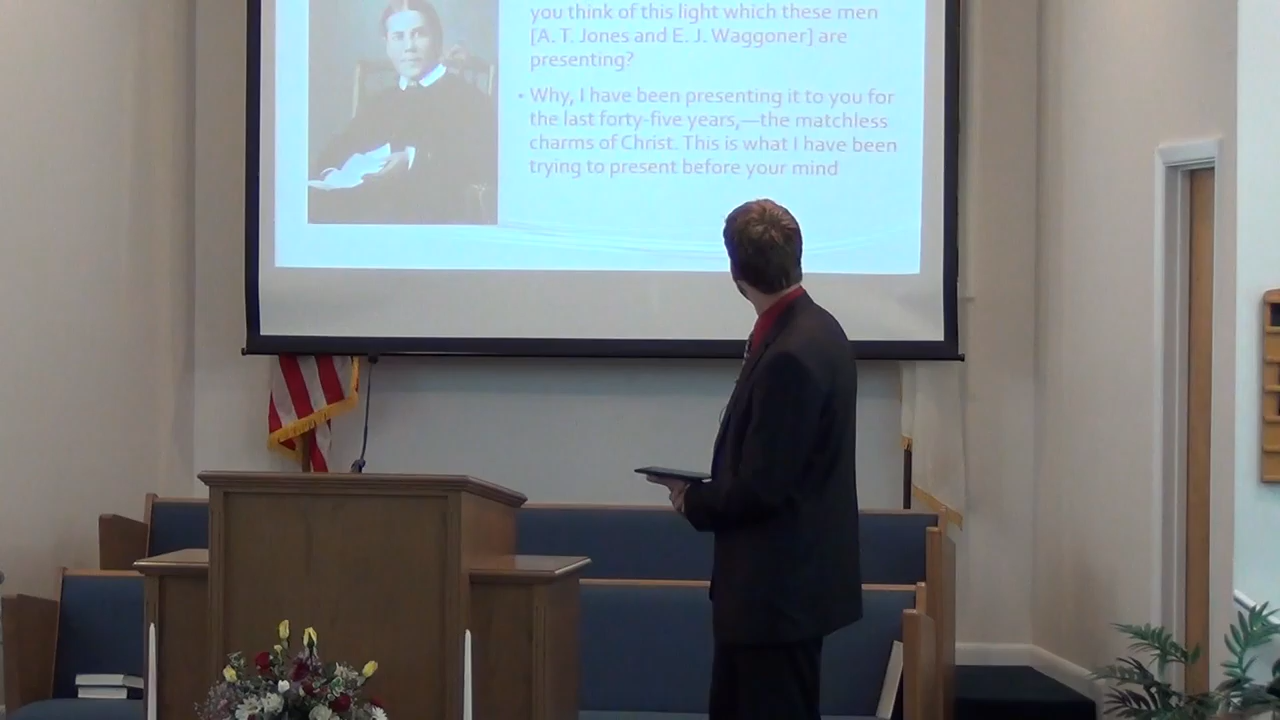 you think of this light which these men
[A. T. Jones and E. J. Waggoner] are
presenting?
• Why, I have been presenting it to you for
the last forty-five years,—the matchless
charms of Christ. This is what I have been
trying to present before your mind